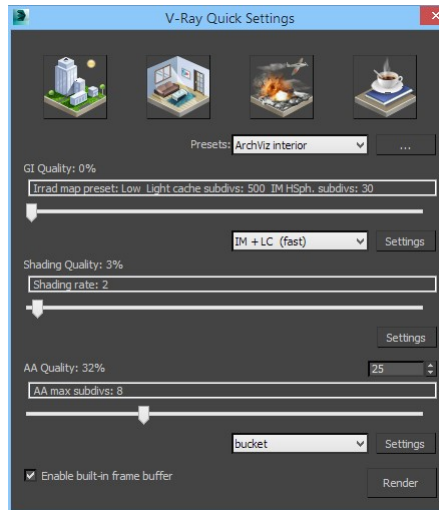 V-Ray Quick Settings
Presets: ArchViz interior ...
GI Quality: 0%
Irrad map preset: Low Light cache subdivs: 500 IM HSph. subdivs: 30
IM + LC (fast) Settings
Shading Quality: 3%
Shading rate: 2
Settings
AA Quality: 32% 25
AA max subdivs: 8
bucket Settings
Enable built-in frame buffer
Render